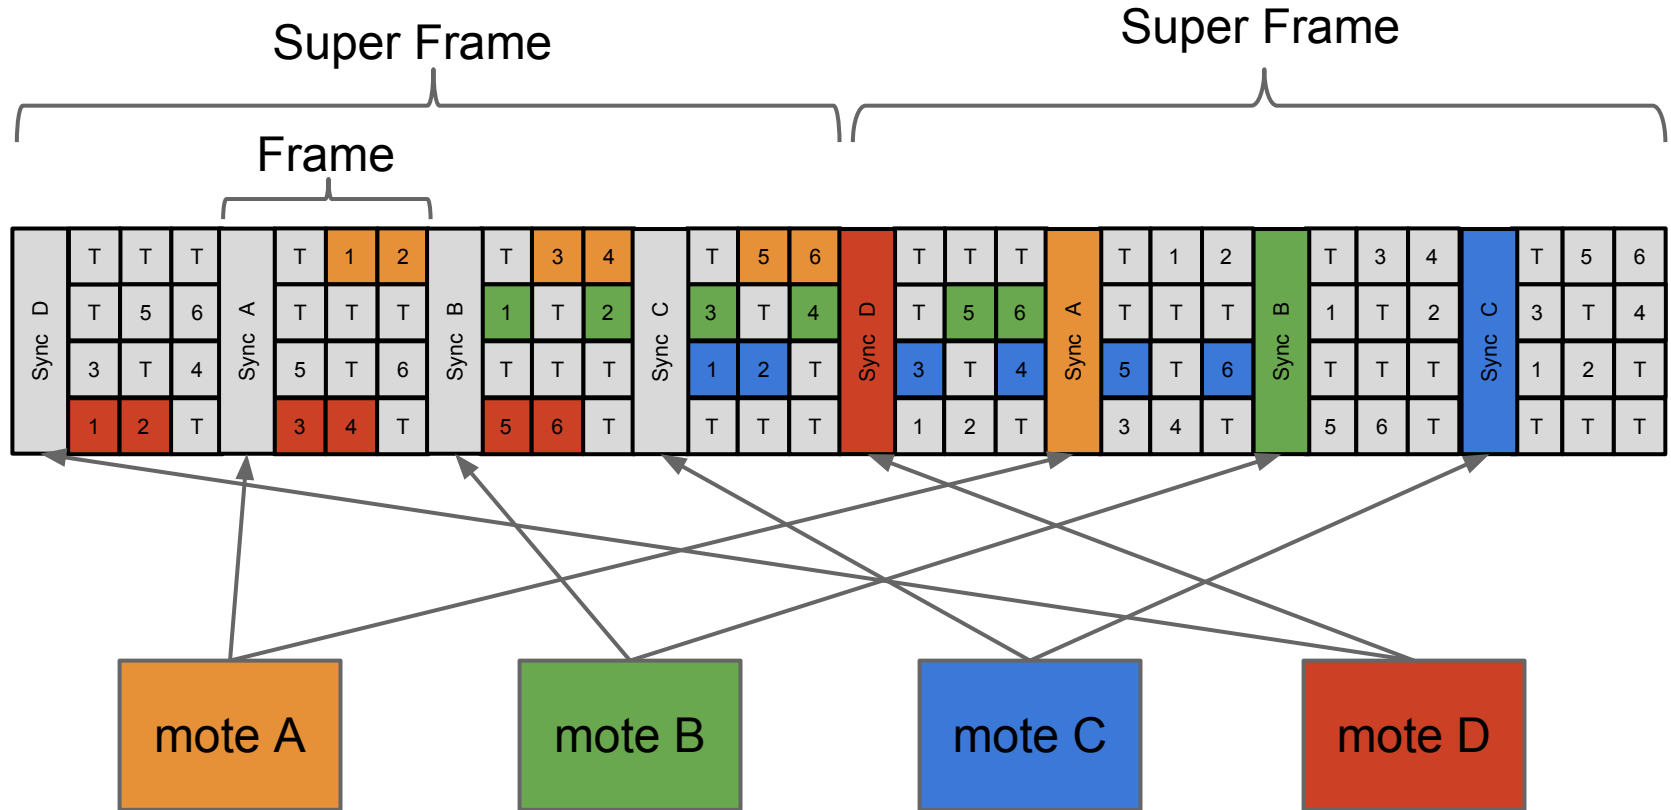 Super Frame
Super Frame
Frame
Sync D
Sync A
Sync B
Sync C
Sync D
Sync A
Sync B
Sync C
T T T T 1 2 T 3 4 T 5 6 T T T T 1 2 T 3 4 T 5 6
T 5 6 T T T 1 T 2 3 T 4 T 5 6 T T T 1 T 2 3 T 4
3 T 4 5 T 6 T T T 1 2 T 3 T 4 5 T 6 T T T 1 2 T
1 2 T 3 4 T 5 6 T T T T 1 2 T 3 4 T 5 6 T T T T
mote A
mote B
mote C
mote D